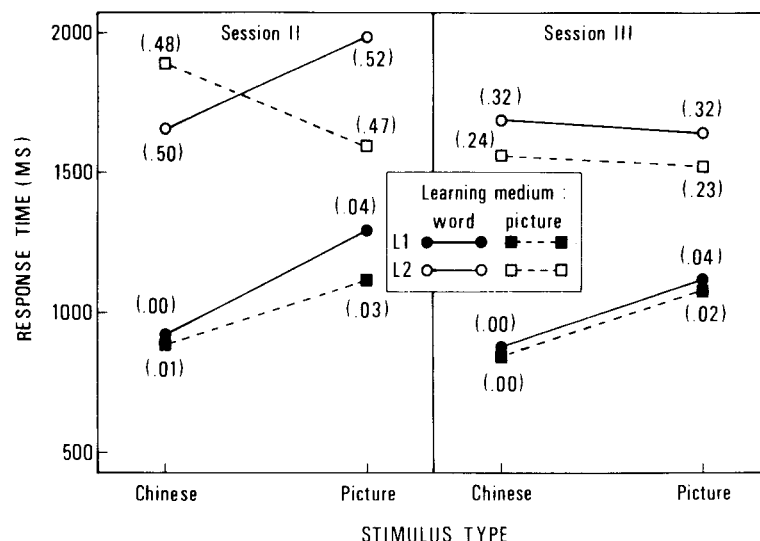 2000
1500
1000
500
RESPONSE TIME (MS)
Session II
(.48)
(.50)
(.52)
(.47)
(.00)
(.01)
(.04)
(.03)
Session III
(.32)
(.32)
(.24)
(.23)
Learning medium :
word picture
L1
L2
(.00)
(.00)
(.04)
(.02)
Chinese Picture Chinese Picture
STIMULUS TYPE